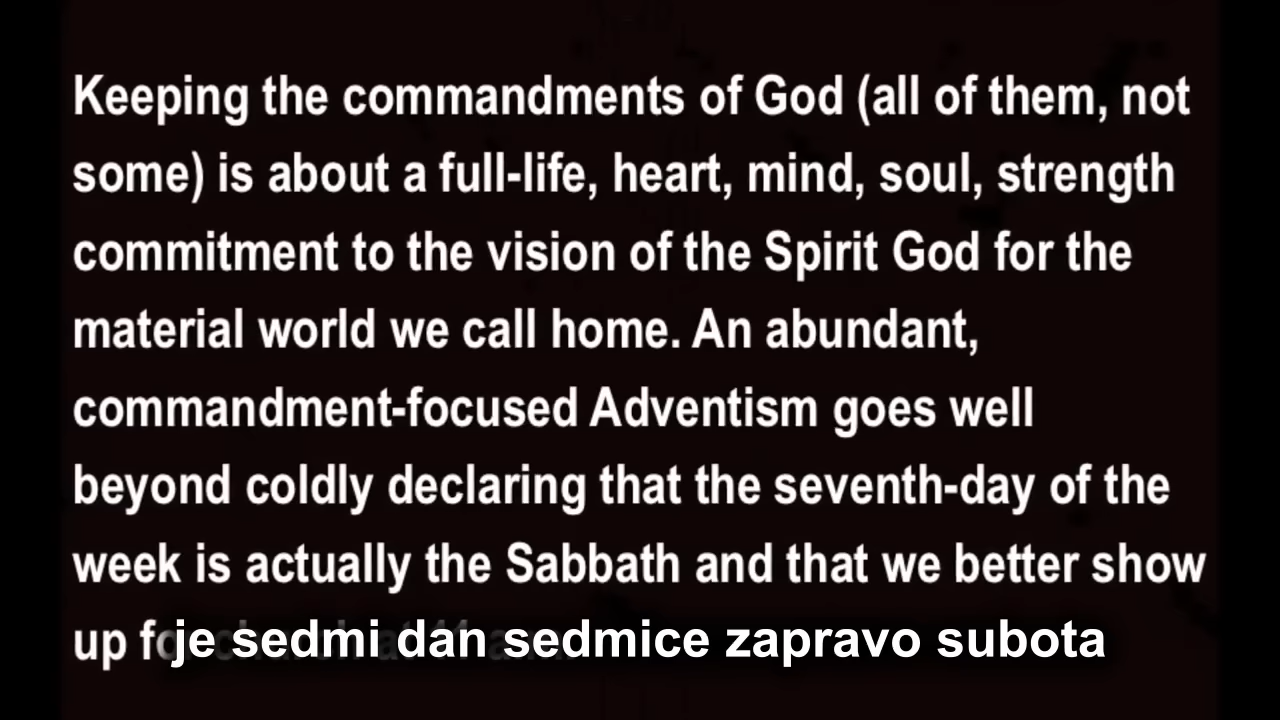 Keeping the commandments of God (all of them, not
some) is about a full-life, heart, mind, soul, strength
commitment to the vision of the Spirit God for the
material world we call home. An abundant,
commandment-focused Adventism goes well
beyond coldly declaring that the seventh-day of the
week is actually the Sabbath and that we better show
up
je sedmi dan sedmice zapravo subota